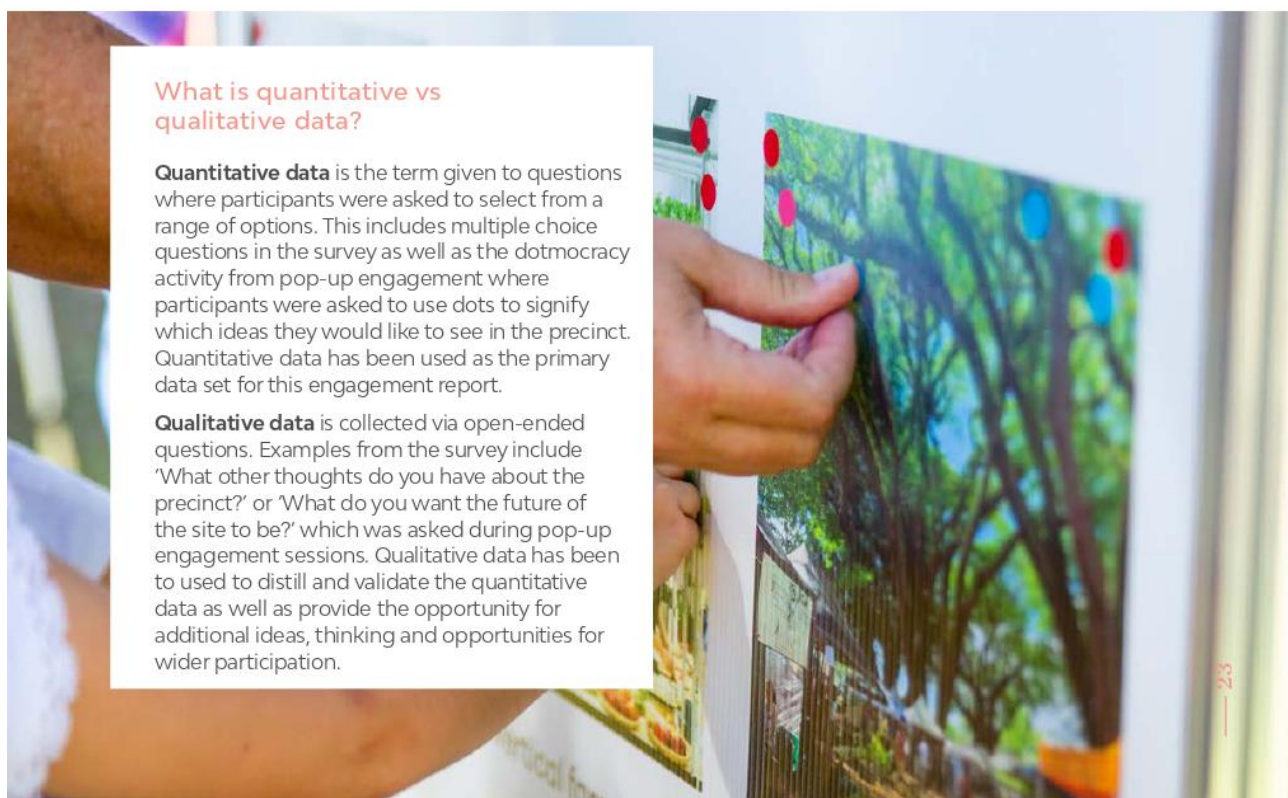 What is quantitative vs
qualitative data?
Quantitative data is the term given to questions
where participants were asked to select from a
range of options. This includes multiple choice
questions in the survey as well as the dotmocracy
activity from pop-up engagement where
participants were asked to use dots to signify
which ideas they would like to see in the precinct.
Quantitative data has been used as the primary
data set for this engagement report.
Qualitative data is collected via open-ended
questions. Examples from the survey include
‘What other thoughts do you have about the
precinct?’ or ‘What do you want the future of
the site to be?’ which was asked during pop-up
engagement sessions. Qualitative data has been
to used to distill and validate the quantitative
data as well as provide the opportunity for
additional ideas, thinking and opportunities for
wider participation.
23